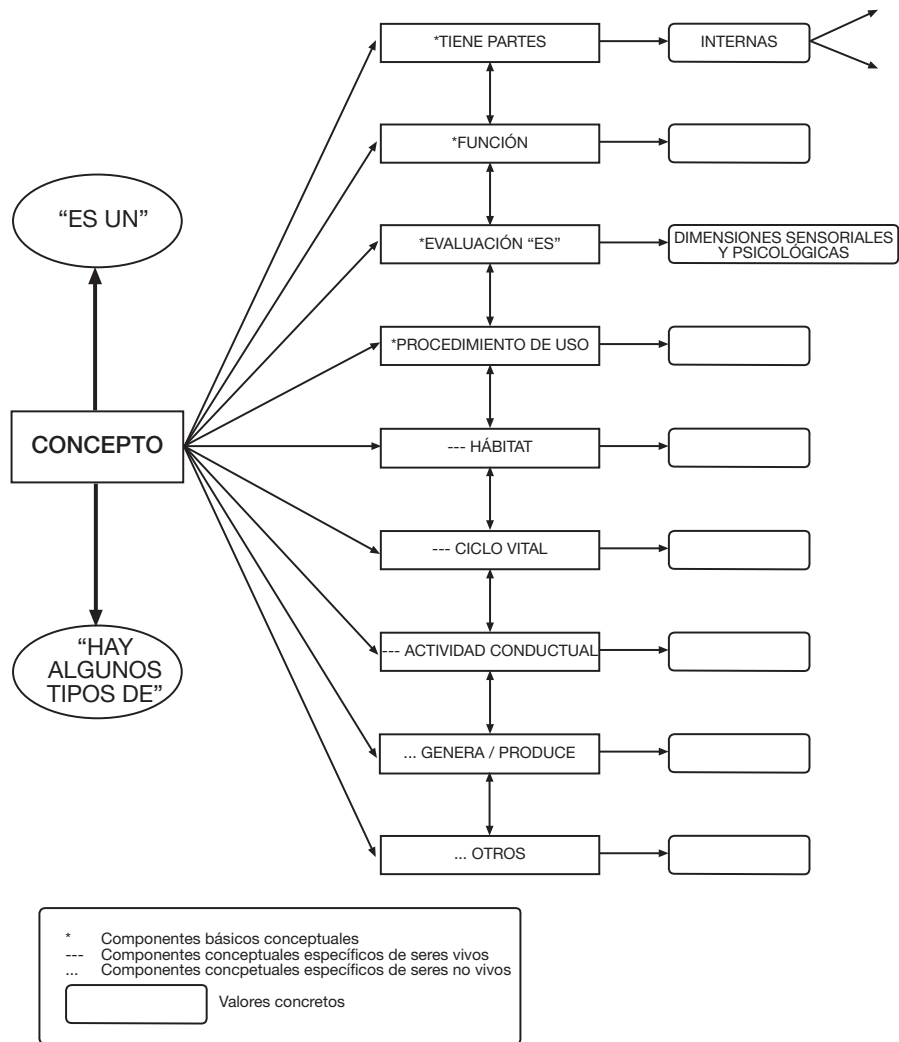 *TIENE PARTES
INTERNAS
*FUNCIÓN
“ES UN”
*EVALUACIÓN “ES”
DIMENSIONES SENSORIALES
Y PSICOLÓGICAS
*PROCEDIMIENTO DE USO
CONCEPTO
--- HÁBITAT
--- CICLO VITAL
“HAY
ALGUNOS
TIPOS DE”
--- ACTIVIDAD CONDUCTUAL
... GENERA / PRODUCE
... OTROS
* Componentes básicos conceptuales
--- Componentes conceptuales específicos de seres vivos
... Componentes concpetuales específicos de seres no vivos
Valores concretos